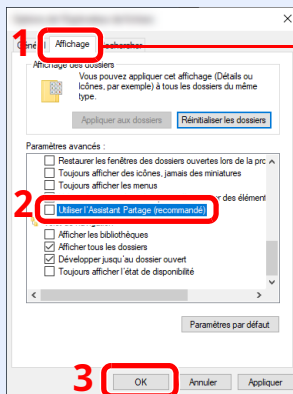 1
Général Affichage Rechercher
Affichage des dossiers
Vous pouvez appliquer cet affichage (Détails ou
Icônes, par exemple) à tous les dossiers du même
type.
Appliquer aux dossiers Réinitialiser les dossiers
Paramètres avancés :
Restaurer les fenêtres des dossiers ouvertes lors de la pro
Toujours afficher des icônes, jamais des miniatures
Toujours afficher les menus
des élément
2
Utiliser l'Assistant Partage (recommandé)
Afficher les bibliothèques
Afficher tous les dossiers
Développer jusqu'au dossier ouvert
Toujours afficher l'état de disponibilité
Paramètres par défaut
3
OK Annuler Appliquer